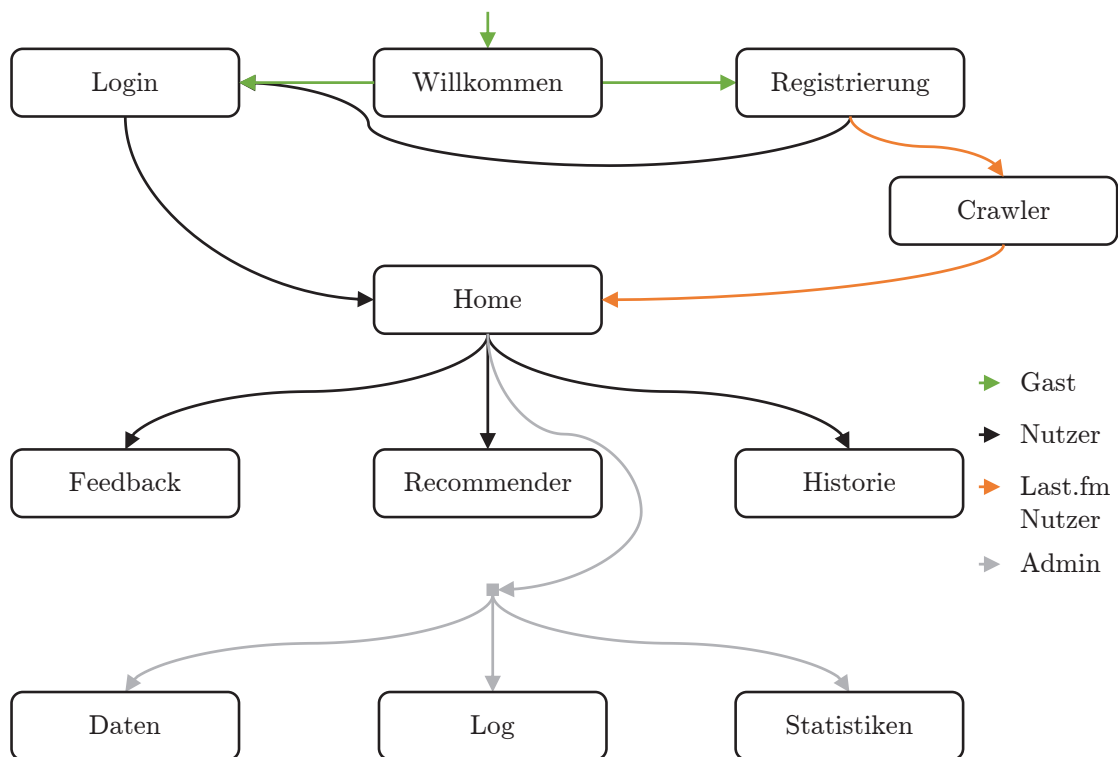 Login
Willkommen
Registrierung
Crawler
Home
Gast
Nutzer
Last.fm
Nutzer
Admin
Feedback
Recommender
Historie
Daten
Log
Statistiken